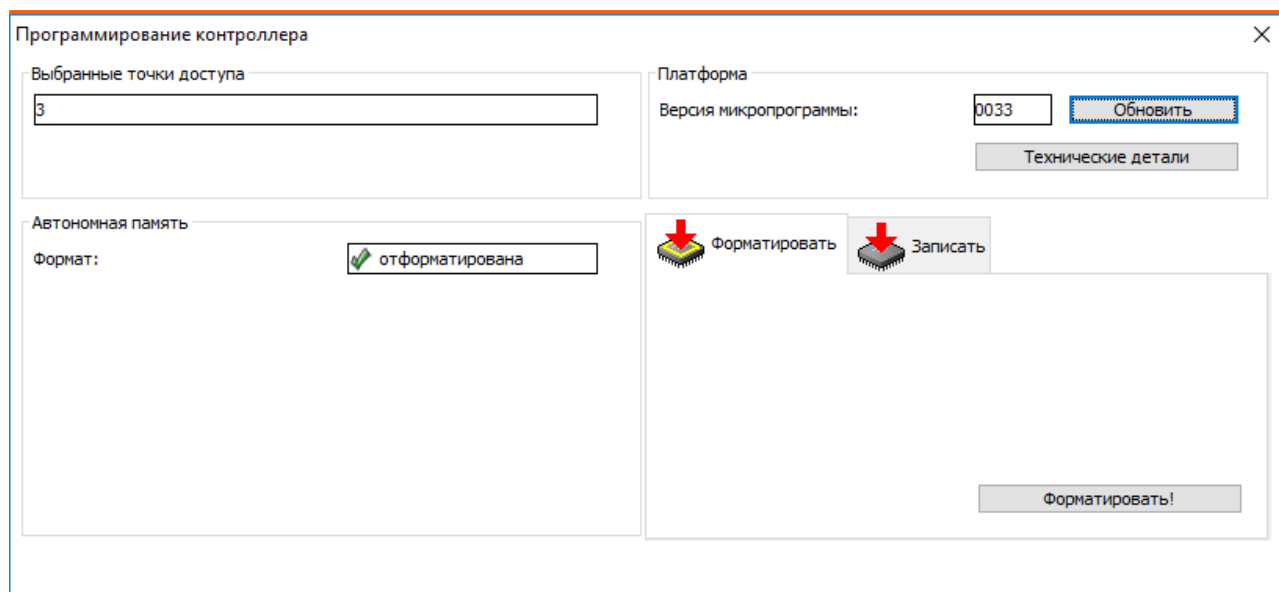 Программирование контроллера
Выбранные точки доступа
3
Платформа
Версия микропрограммы: 0033 Обновить
Технические детали
Автономная память
Формат: отформатирована
Форматировать Записать
Форматировать!